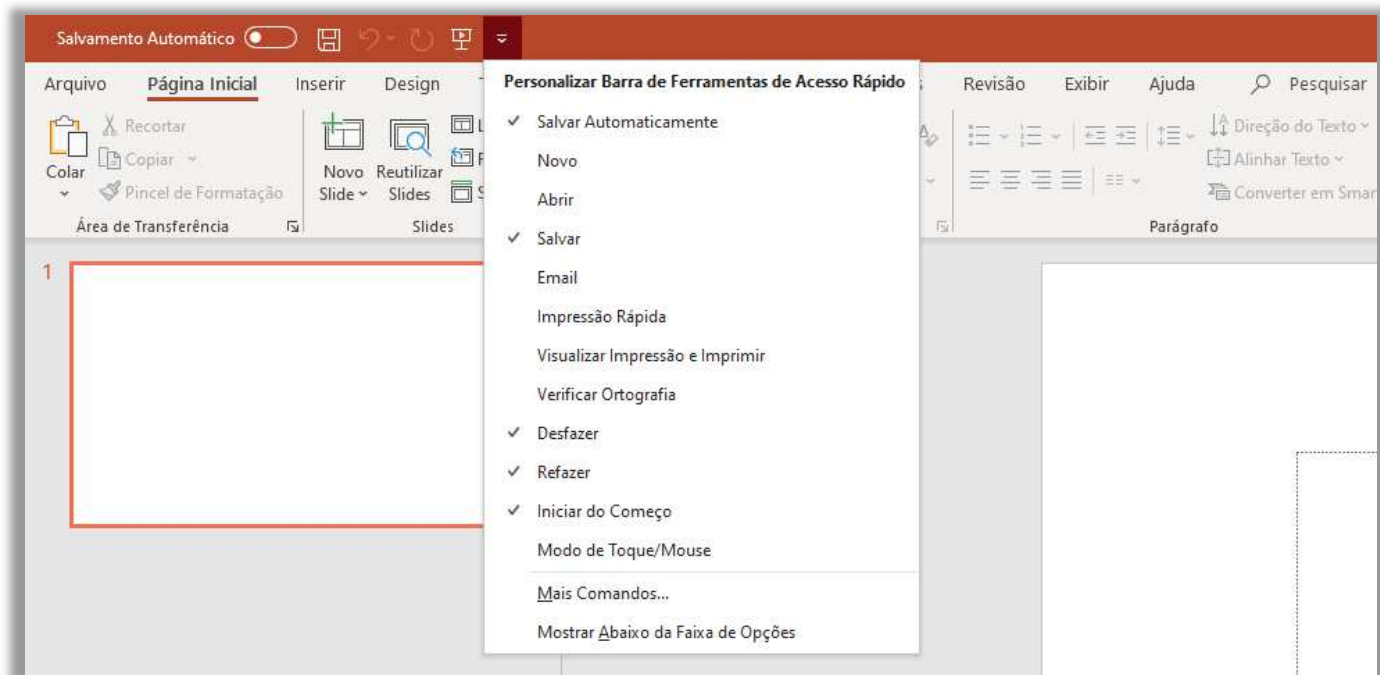 Salvamento Automático
Arquivo Página Inicial Inserir Design Revisão Exibir Ajuda Pesquisar
Personalizar Barra de Ferramentas de Acesso Rápido
Salvar Automaticamente
Novo
Abrir
Salvar
Email
Impressão Rápida
Visualizar Impressão e Imprimir
Verificar Ortografia
Desfazer
Refazer
Iniciar do Começo
Modo de Toque/Mouse
Mais Comandos...
Mostrar Abaixo da Faixa de Opções
Colar
Recortar
Copiar
Pincel de Formatação
Área de Transferência
Novo Slide
Reutilizar Slides
Slides
Direção do Texto
Alinhar Texto
Converter em Smar
Parágrafo
1